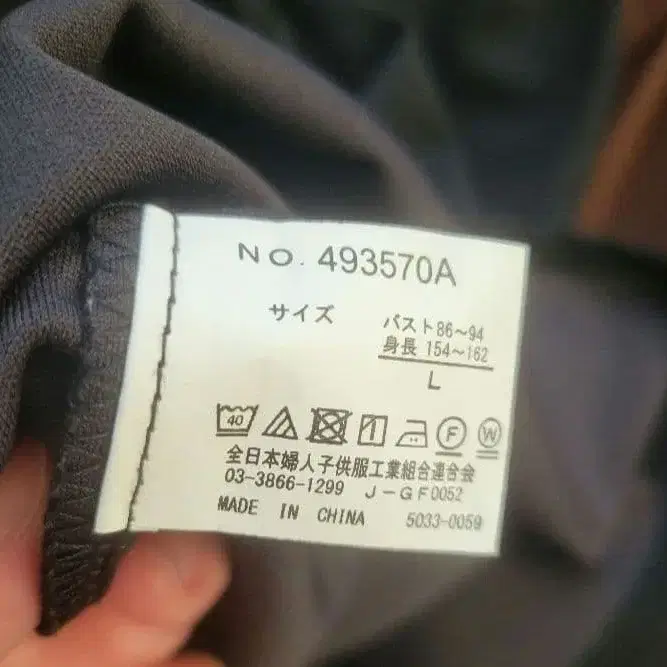 NO. 493570A
サイズ
バスト86～94
身長 154～162
L
40 F W
全日本婦人子供服工業組合連合会
03-3866-1299 J-GF0052
MADE IN CHINA 5033-0059